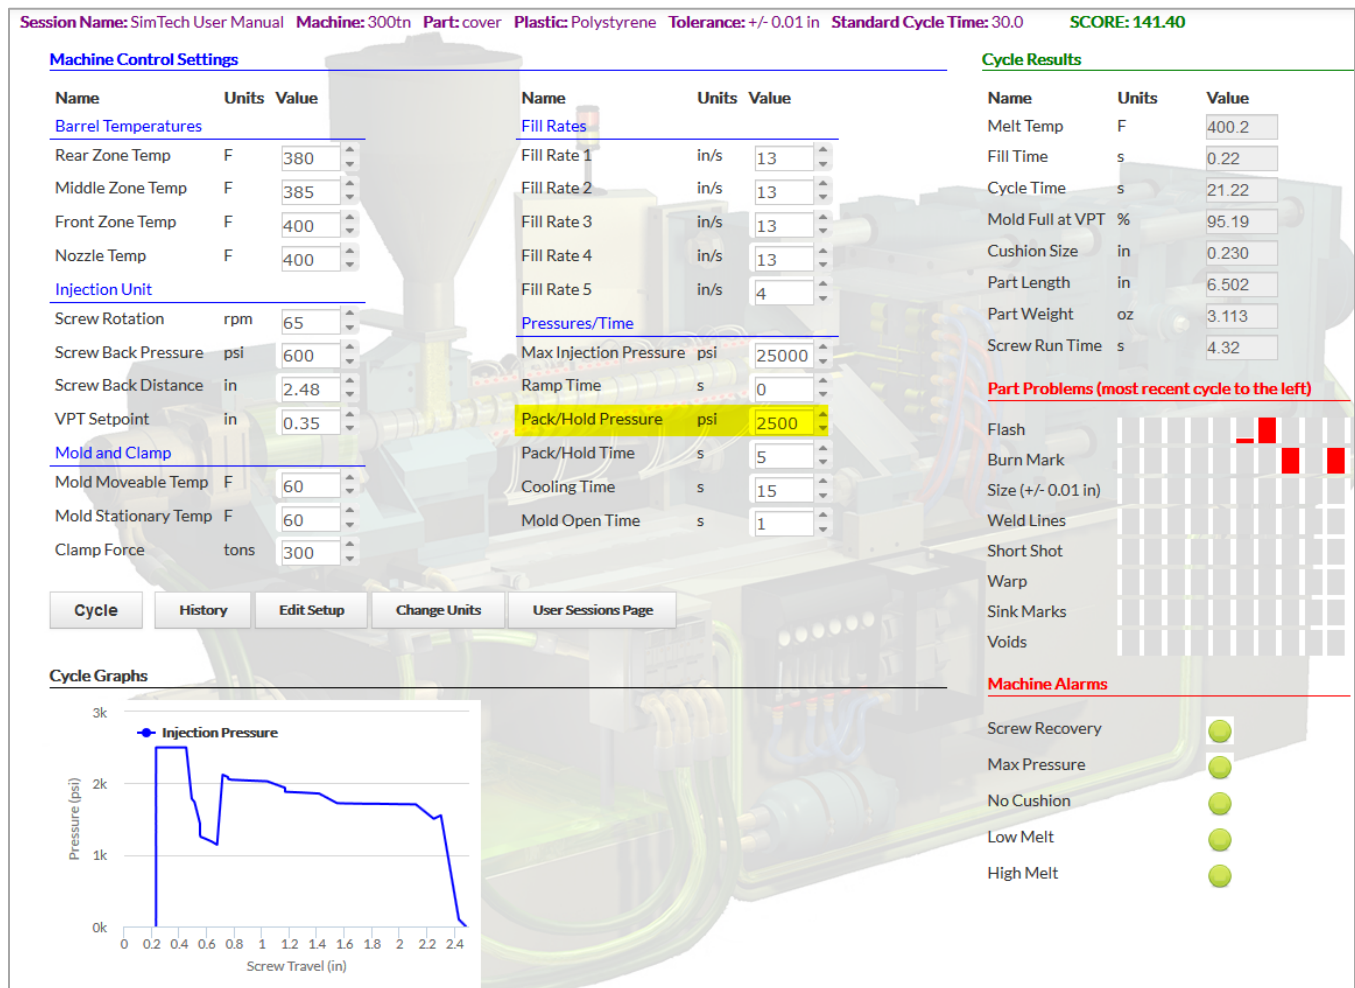 Session Name: SimTech User Manual Machine: 300tn Part: cover Plastic: Polystyrene Tolerance: +/- 0.01 in Standard Cycle Time: 30.0 SCORE: 141.40
Machine Control Settings
Name Units Value
Barrel Temperatures
Rear Zone Temp F 380
Middle Zone Temp F 385
Front Zone Temp F 400
Nozzle Temp F 400
Injection Unit
Screw Rotation rpm 65
Screw Back Pressure psi 600
Screw Back Distance in 2.48
VPT Setpoint in 0.35
Mold and Clamp
Mold Moveable Temp F 60
Mold Stationary Temp F 60
Clamp Force tons 300
Name Units Value
Fill Rates
Fill Rate 1 in/s 13
Fill Rate 2 in/s 13
Fill Rate 3 in/s 13
Fill Rate 4 in/s 13
Fill Rate 5 in/s 4
Pressures/Time
Max Injection Pressure psi 25000
Ramp Time s 0
Pack/Hold Pressure psi 2500
Pack/Hold Time s 5
Cooling Time s 15
Mold Open Time s 1
Cycle History Edit Setup Change Units User Sessions Page
Cycle Graphs
Injection Pressure
3k
2k
1k
0k
Pressure (psi)
0 0.2 0.4 0.6 0.8 1 1.2 1.4 1.6 1.8 2 2.2 2.4
Screw Travel (in)
Cycle Results
Name Units Value
Melt Temp F 400.2
Fill Time s 0.22
Cycle Time s 21.22
Mold Full at VPT % 95.19
Cushion Size in 0.230
Part Length in 6.502
Part Weight oz 3.113
Screw Run Time s 4.32
Part Problems (most recent cycle to the left)
Flash
Burn Mark
Size (+/- 0.01 in)
Weld Lines
Short Shot
Warp
Sink Marks
Voids
Machine Alarms
Screw Recovery
Max Pressure
No Cushion
Low Melt
High Melt